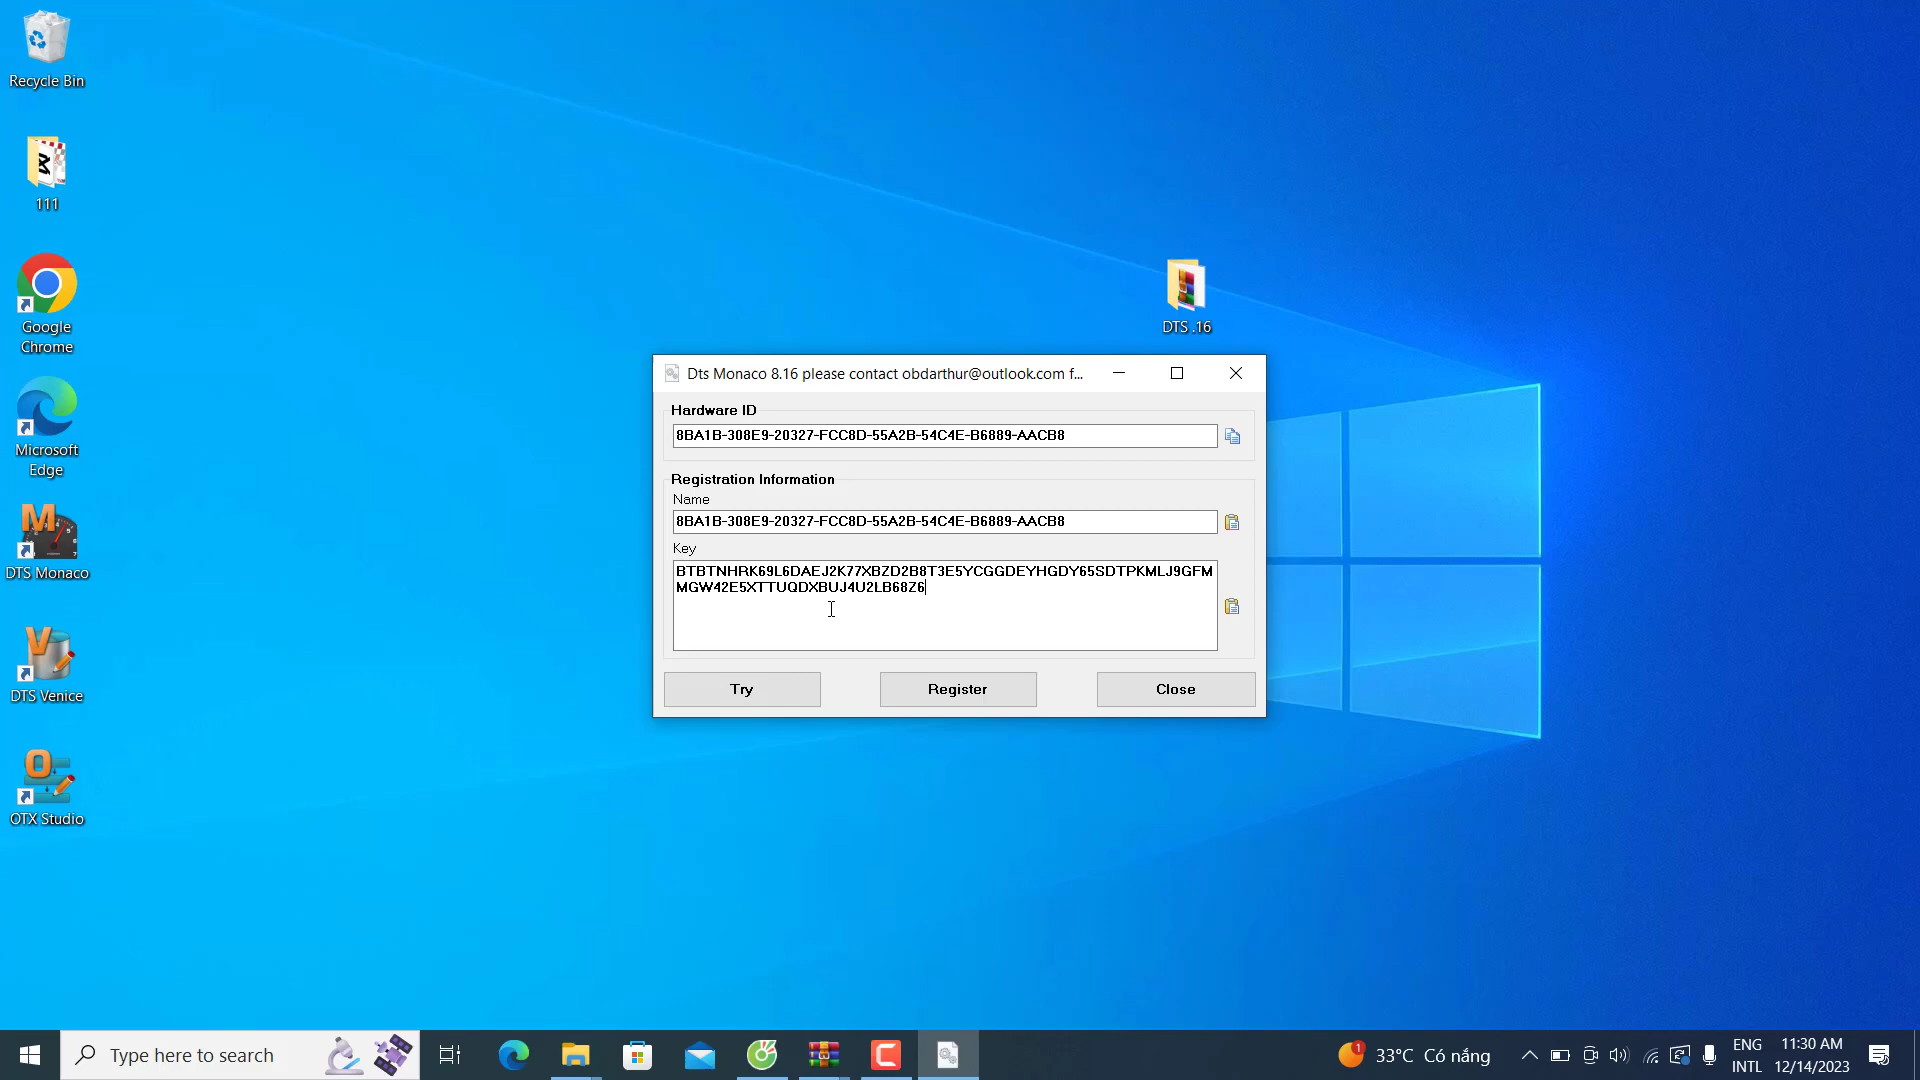 Recycle Bin
111
Google
Chrome
Microsoft
Edge
DTS Monaco
DTS Venice
OTX Studio
DTS .16
Dts Monaco 8.16 please contact obdarthur@outlook.com f...
Hardware ID
8BA1B-308E9-20327-FCC8D-55A2B-54C4E-B6889-AACB8
Registration Information
Name
8BA1B-308E9-20327-FCC8D-55A2B-54C4E-B6889-AACB8
Key
BTBTNHRK69L6DAEJ2K77XBZD2B8T3E5YCGGDEYHGDY65SDTPKMLJ9GFM
MGW42E5XTTUQDXBUJ4U2LB68Z6
Try
Register
Close
Type here to search
1
33°C Có nắng
ENG
INTL
11:30 AM
12/14/2023